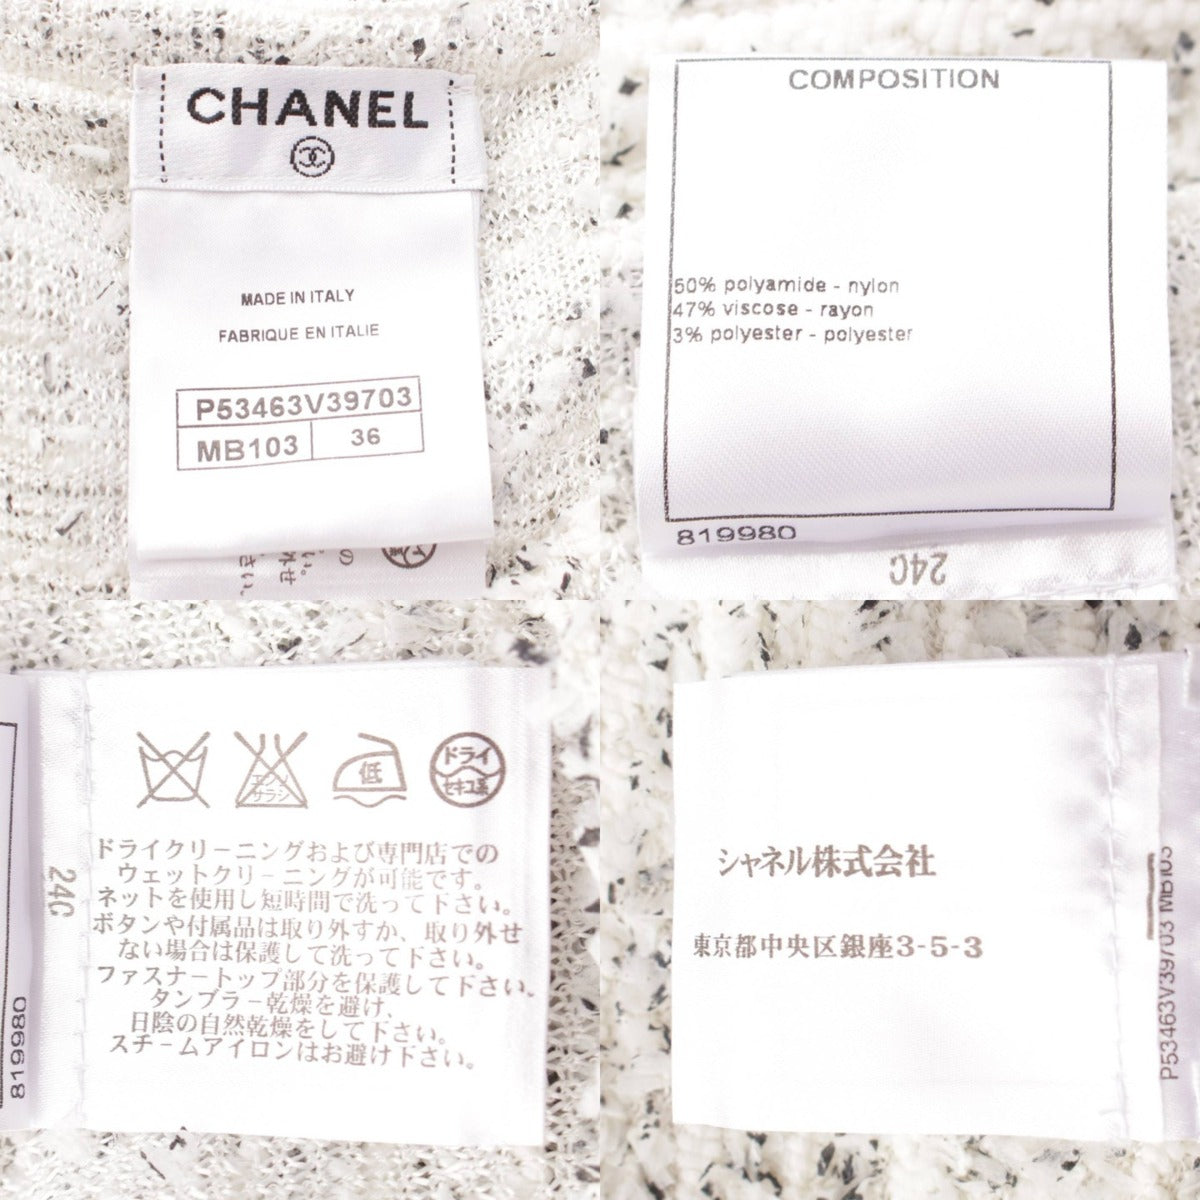 CHANEL
MADE IN ITALY
FABRIQUE EN ITALIE
P53463V39703
MB103 36
COMPOSITION
50% polyamide - nylon
47% viscose - rayon
3% polyester - polyester
819980
24C
ドライ
セキユ系
低
エンソ
サラシ
ドライクリーニングおよび専門店での
ウェットクリ－ニングが可能です。
ネットを使用し短時間で洗って下さい。
ボタンや付属品は取り外すか、取り外せ
ない場合は保護して洗って下さい。
ファスナートップ部分を保護して下さい。
タンブラ－乾燥を避け、
日陰の自然乾燥をして下さい。
スチームアイロンはお避け下さい。
24C
819980
シャネル株式会社
東京都中央区銀座3-5-3
P53463V39703 MB103